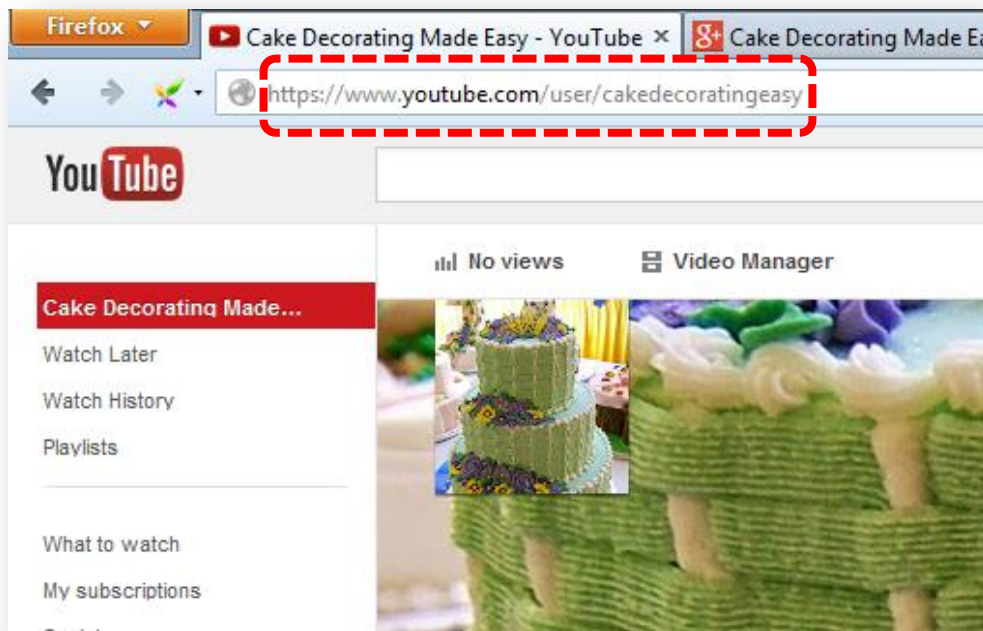 Firefox
Cake Decorating Made Easy - YouTube × 8+ Cake Decorating Made
https://www.youtube.com/user/cakedecoratingeasy
YouTube
No views Video Manager
Cake Decorating Made...
Watch Later
Watch History
Playlists
What to watch
My subscriptions